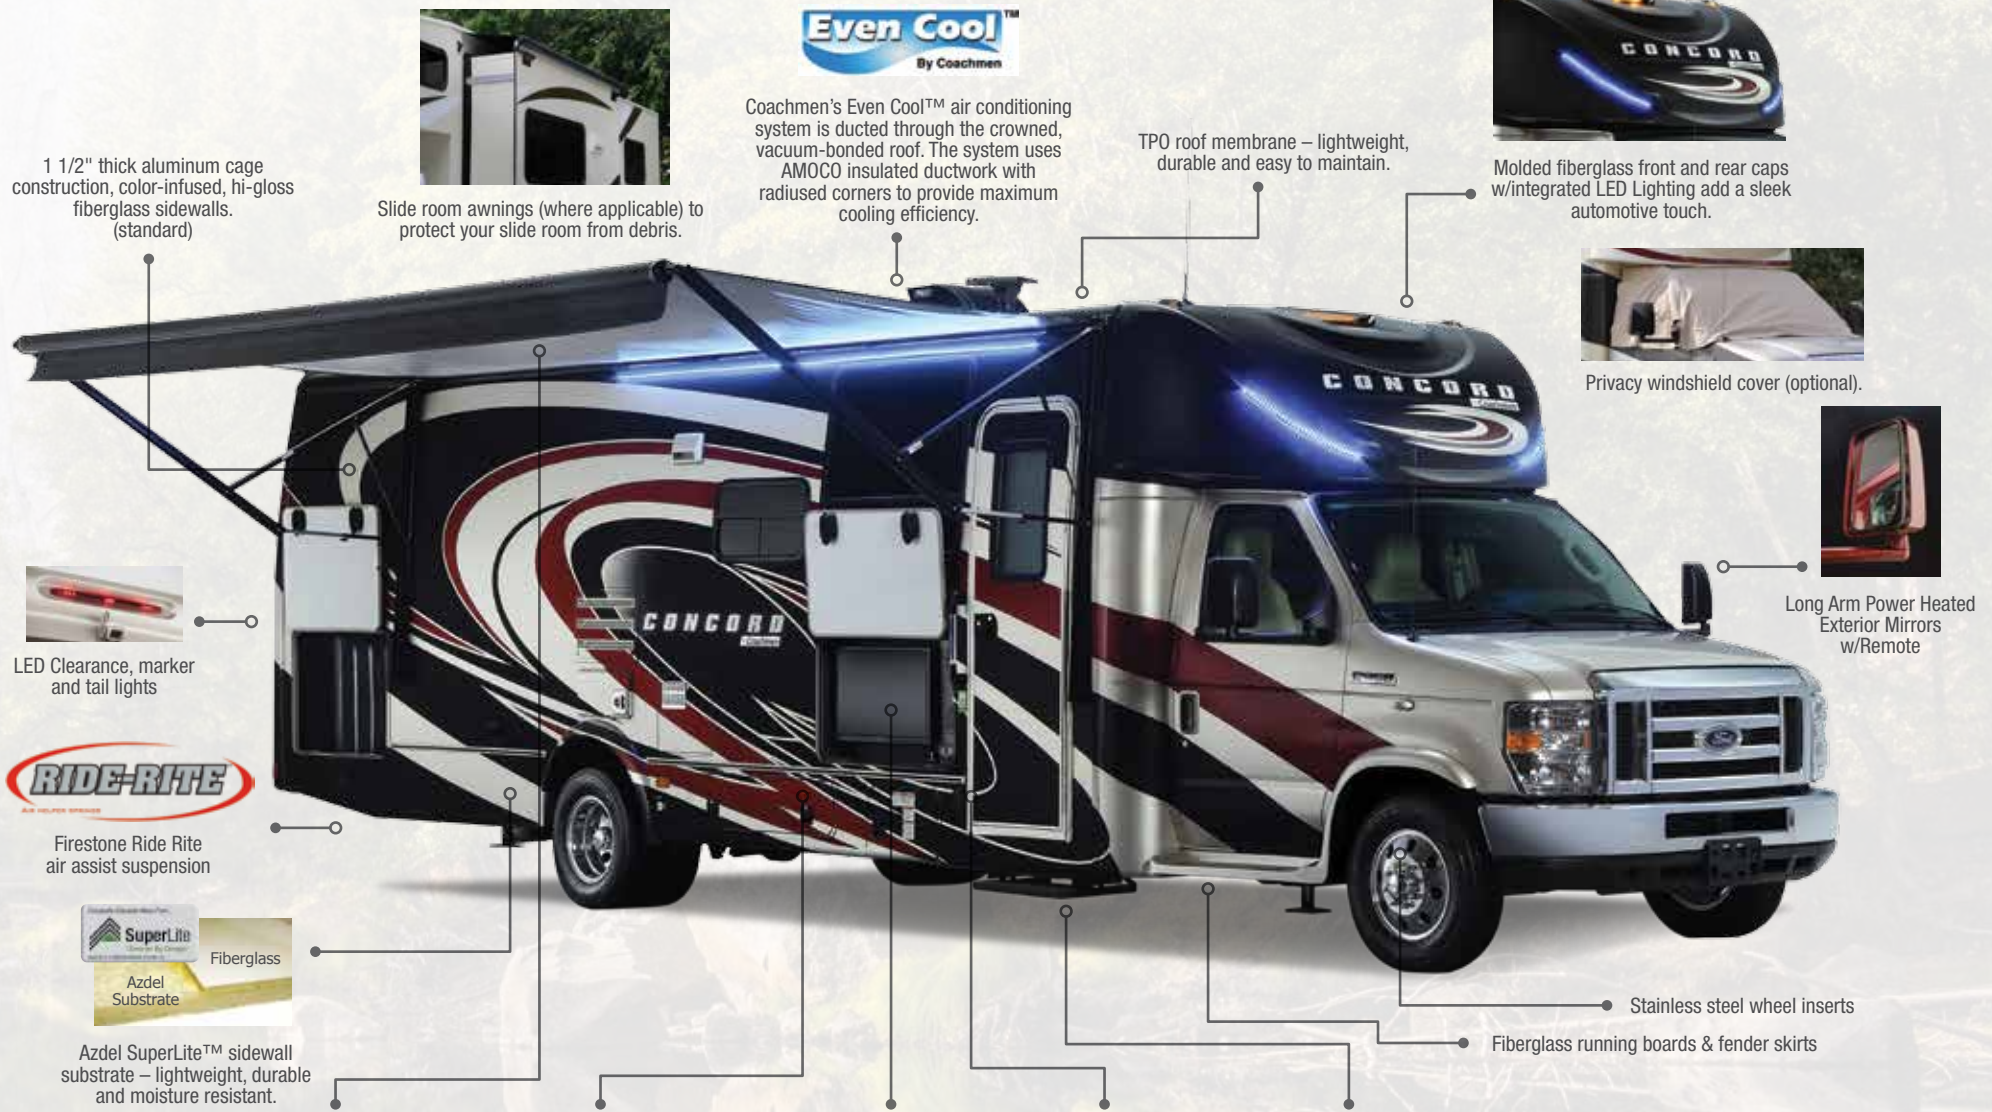 Even Cool™
By Coachmen
Coachmen's Even Cool™ air conditioning
system is ducted through the crowned,
vacuum-bonded roof. The system uses
AMOCO insulated ductwork with
radiused corners to provide maximum
cooling efficiency.
CONCORD
1 1/2" thick aluminum cage
construction, color-infused, hi-gloss
fiberglass sidewalls.
(standard)
Slide room awnings (where applicable) to
protect your slide room from debris.
TPO roof membrane – lightweight,
durable and easy to maintain.
Molded fiberglass front and rear caps
w/integrated LED Lighting add a sleek
automotive touch.
Privacy windshield cover (optional).
CONCORD
CONCORD
Coachmen
Ford
Long Arm Power Heated
Exterior Mirrors
w/Remote
LED Clearance, marker
and tail lights
RIDE-RITE
AIR HELPER SPRINGS
Firestone Ride Rite
air assist suspension
SuperLite
Fiberglass
Azdel
Substrate
Azdel SuperLite™ sidewall
substrate – lightweight, durable
and moisture resistant.
Stainless steel wheel inserts
Fiberglass running boards & fender skirts